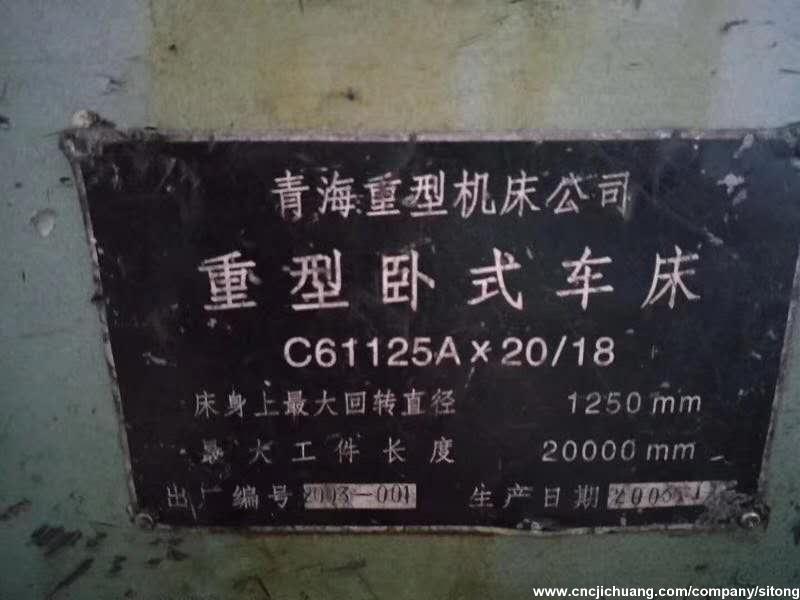 青海重型机床公司
重型卧式车床
C61125A×20/18
床身上最大回转直径 1250mm
最大工件长度 20000mm
出厂编号 2003-001 生产日期
www.cncjichuang.com/company/sitong